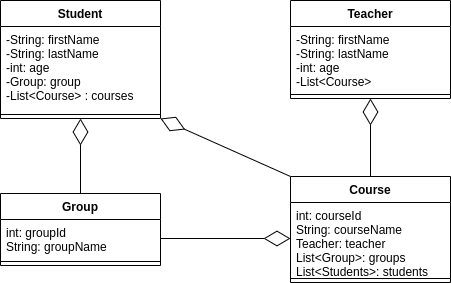 Student
-String: firstName
-String: lastName
-int: age
-Group: group
-List<Course> : courses
Teacher
-String: firstName
-String: lastName
-int: age
-List<Course>
Group
int: groupId
String: groupName
Course
int: courseId
String: courseName
Teacher: teacher
List<Group>: groups
List<Students>: students